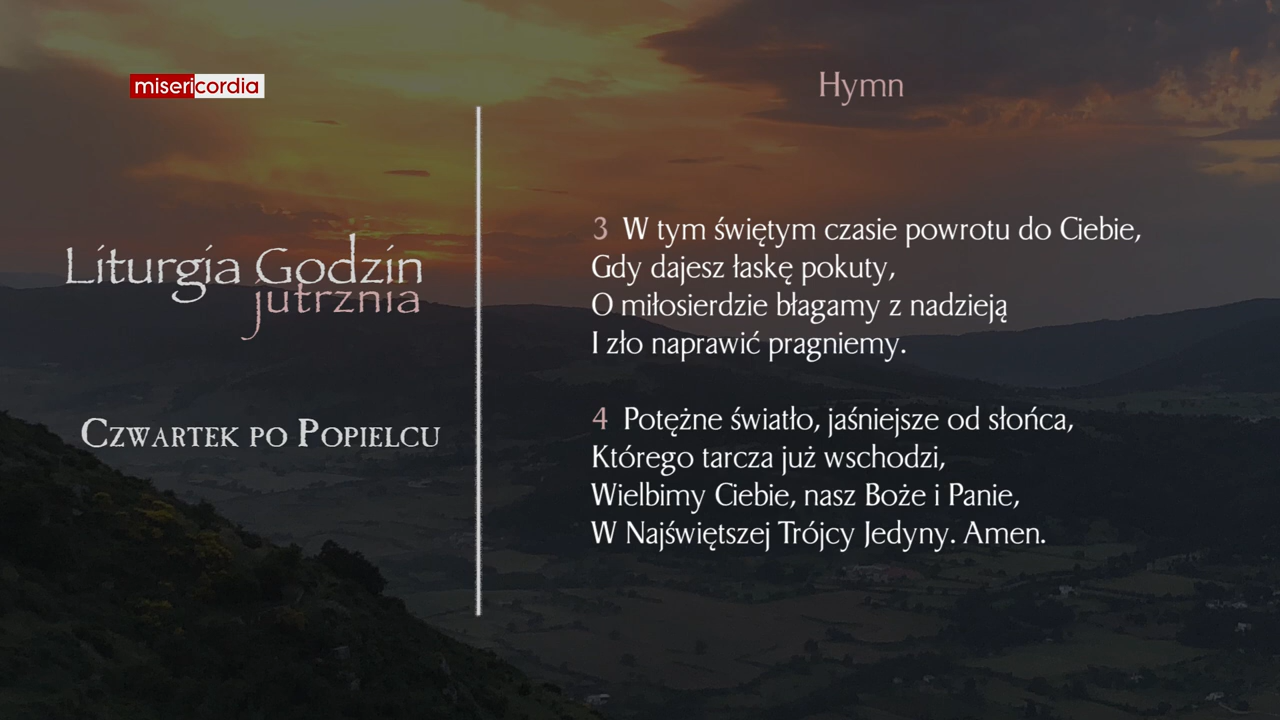 misericordia
Liturgia Godzin
jutrznia
Czwartek po Popielcu
Hymn
3 W tym świętym czasie powrotu do Ciebie,
Gdy dajesz łaskę pokuty,
O miłosierdzie błagamy z nadzieją
I zło naprawić pragniemy.
4 Potężne światło, jaśniejsze od słońca,
Którego tarcza już wschodzi,
Wielbimy Ciebie, nasz Boże i Panie,
W Najświętszej Trójcy Jedyny. Amen.